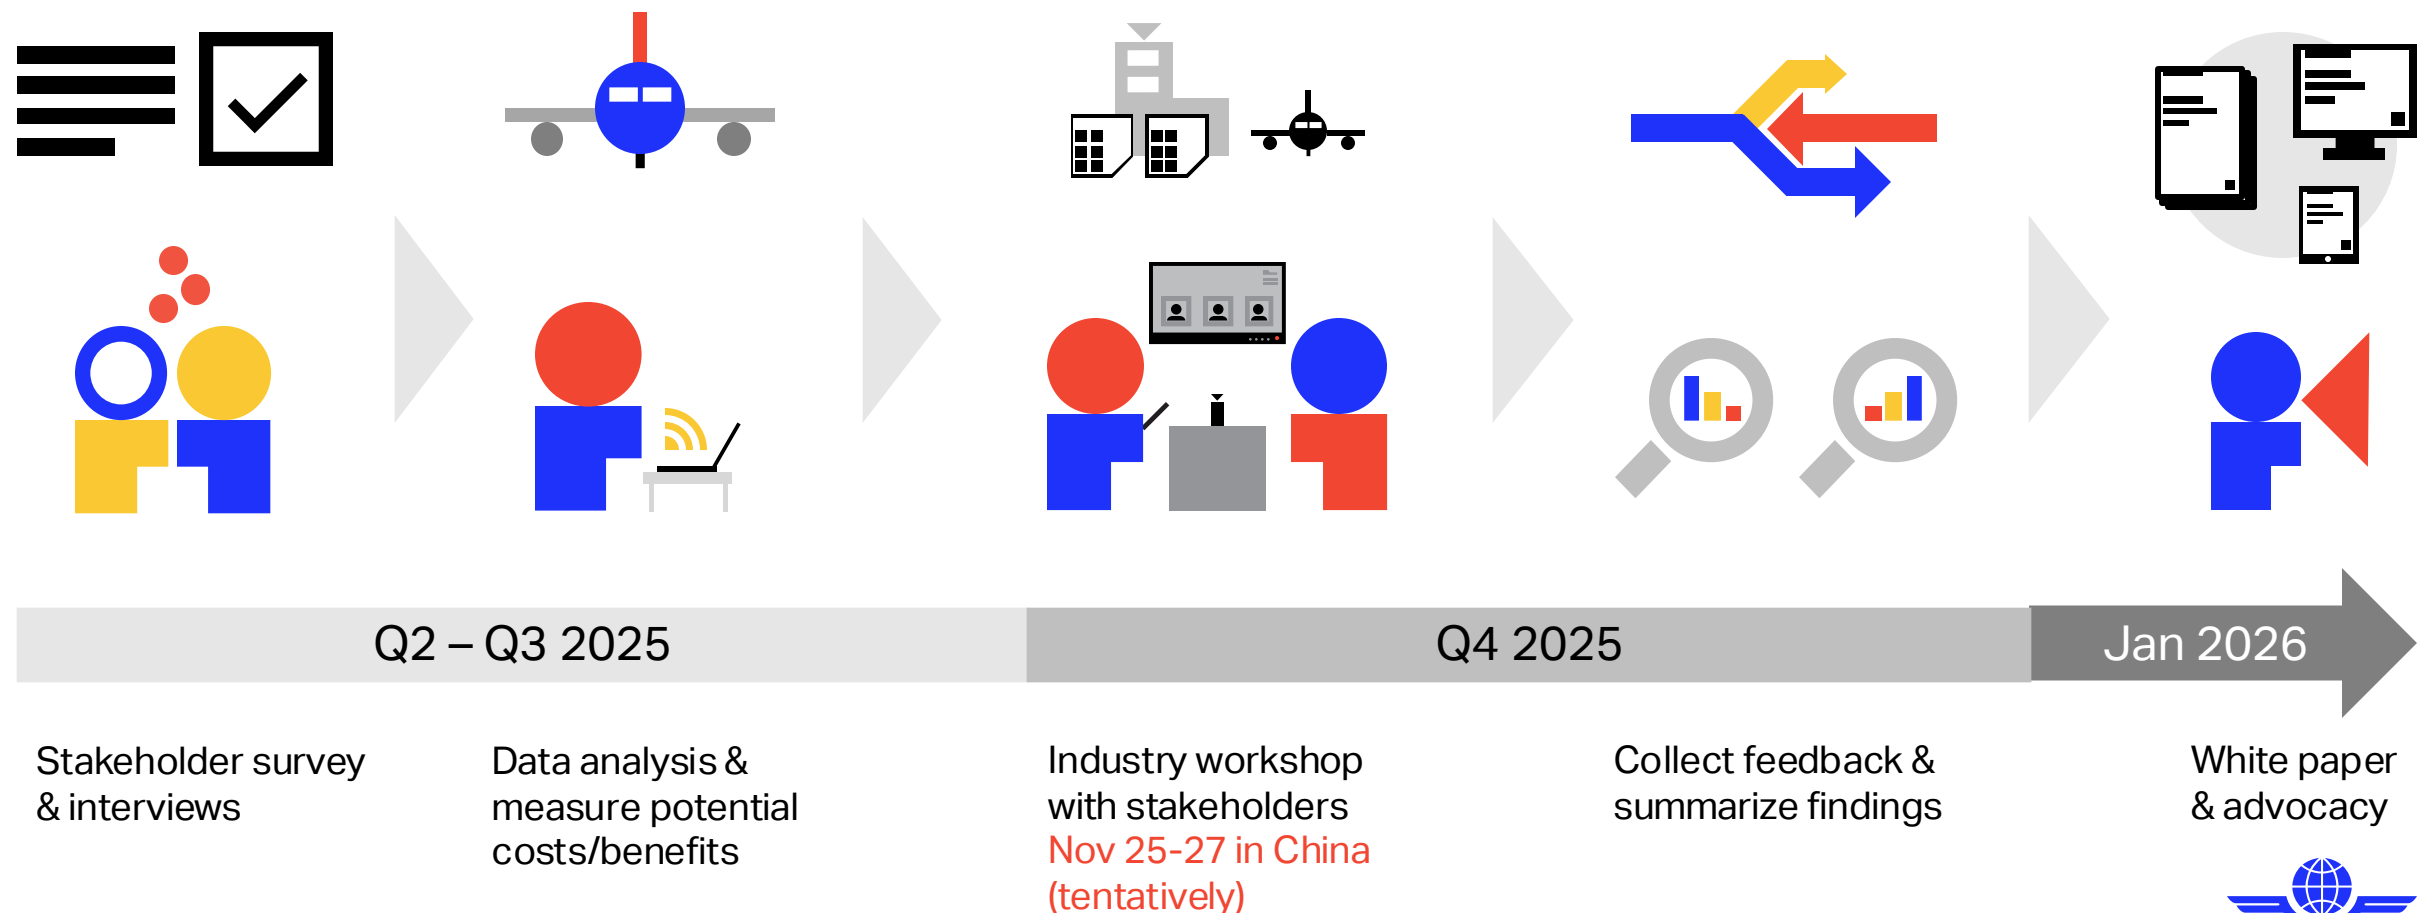 Q2 – Q3 2025
Q4 2025
Jan 2026
Stakeholder survey
& interviews
Data analysis &
measure potential
costs/benefits
Industry workshop
with stakeholders
Nov 25-27 in China
(tentatively)
Collect feedback &
summarize findings
White paper
& advocacy